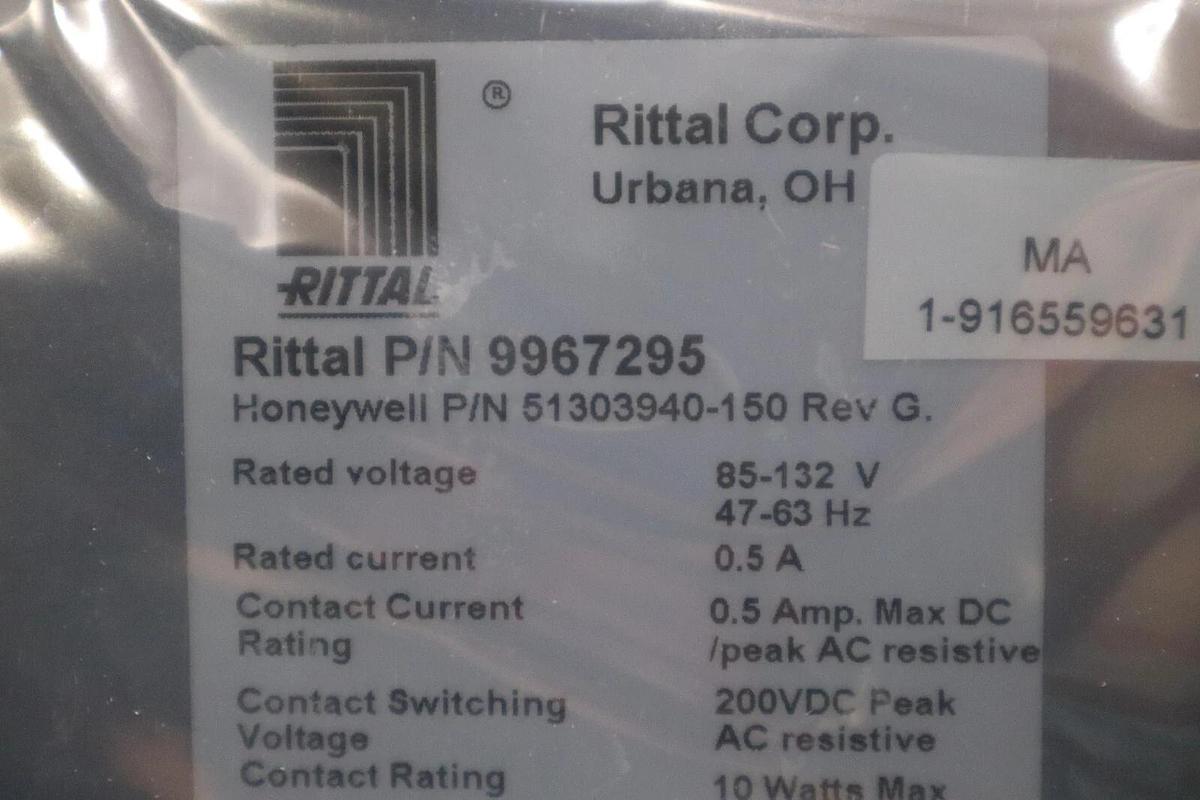 ®
Rittal Corp.
Urbana, OH
RITTAL
MA
1-916559631
Rittal P/N 9967295
Honeywell P/N 51303940-150 Rev G.
Rated voltage 85-132 V
47-63 Hz
Rated current 0.5 A
Contact Current 0.5 Amp. Max DC
Rating /peak AC resistive
Contact Switching 200VDC Peak
Voltage AC resistive
Contact Rating 10 Watts Max